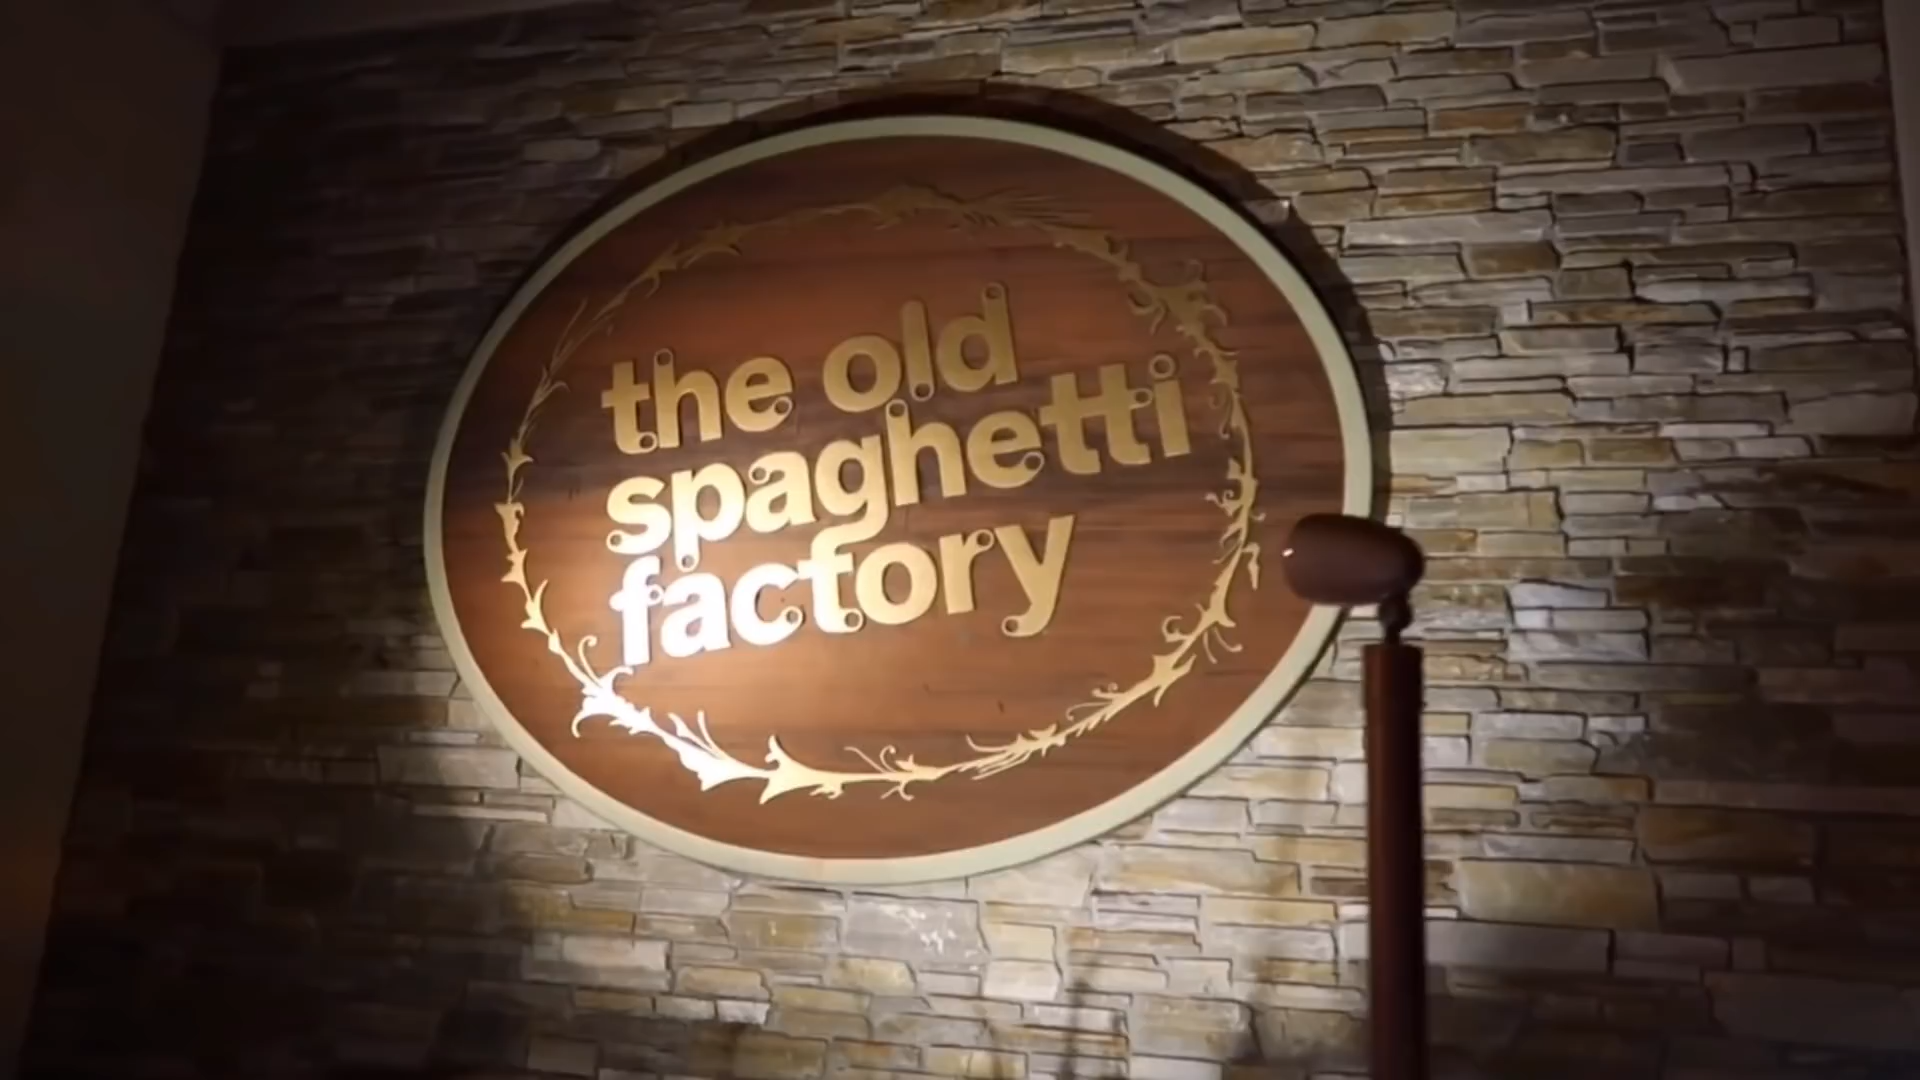 the old
spaghetti
factory